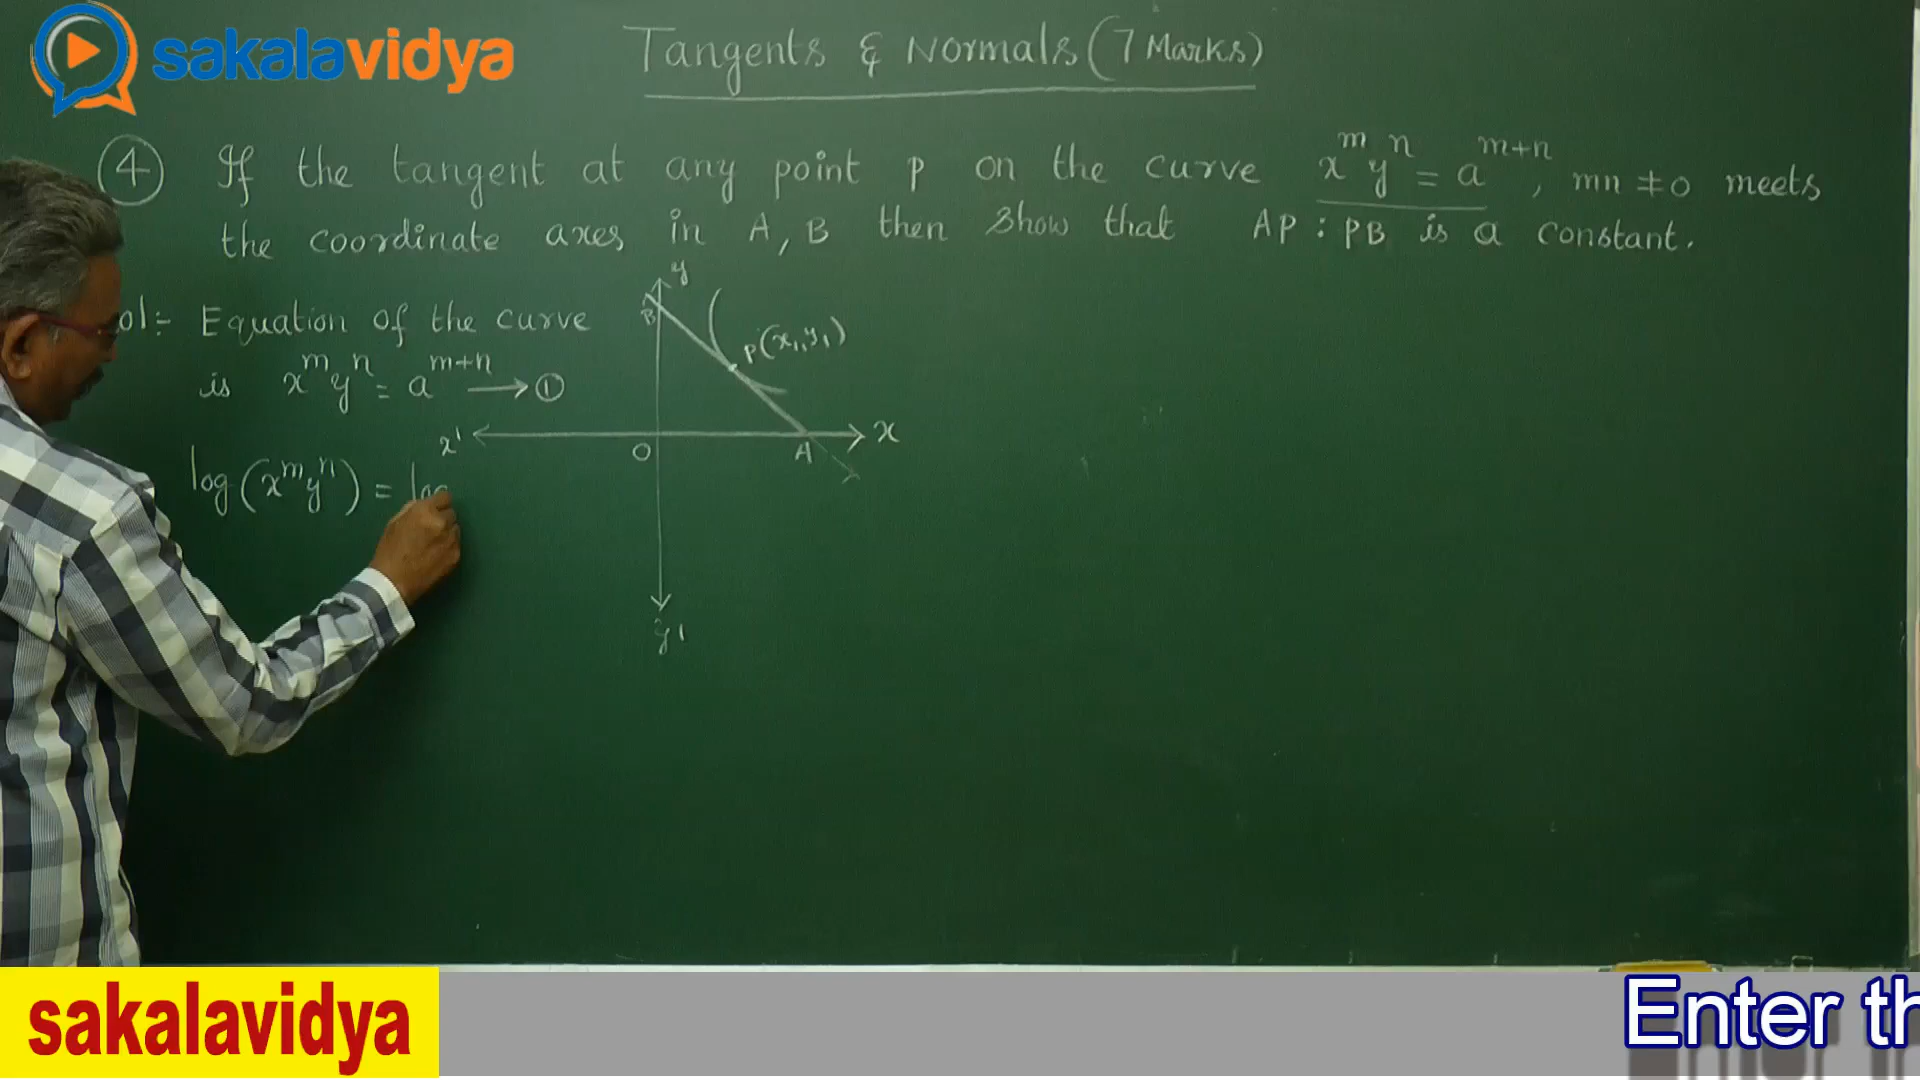 sakalavidya
Tangents & Normals (7 Marks)
④ If the tangent at any point P on the curve x^m y^n = a^{m+n}, mn ≠ 0 meets
the coordinate axes in A, B then show that AP : PB is a constant.
ol:- Equation of the curve
is x^m y^n = a^{m+n} → ①
log(x^m y^n) = log
y
B
P(x₁, y₁)
x'
O
A
x
y'
sakalavidya
Enter th